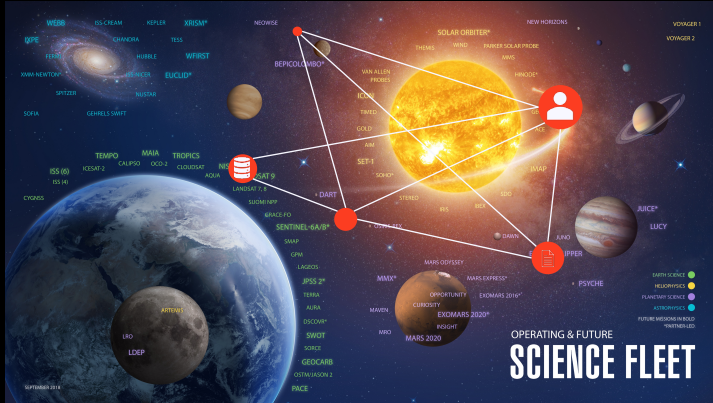 WEBB
ISS-CREAM
KEPLER
XRISM*
NEOWISE
NEW HORIZONS
VOYAGER 1
IXPE
CHANDRA
TESS
SOLAR ORBITER*
VOYAGER 2
FERMI
HUBBLE
WFIRST
THEMIS
WIND
PARKER SOLAR PROBE
MMS
BEPICOLOMBO*
XMM-NEWTON*
NICER
EUCLID*
VAN ALLEN
PROBES
HINODE*
SPITZER
NUSTAR
ICON
SOFIA
GEHRELS SWIFT
TIMED
GOLD
ACE
AIM
TEMPO
MAIA
TROPICS
SET-1
ISS (6)
ICESAT-2
CALIPSO
OCO-2
CLOUDSAT
IMAP
ISS (4)
AQUA
SOHO*
CYGNSS
LANDSAT 7, 8
DART
STEREO
SDO
SUOMI NPP
IBIS
IBEX
GRACE-FO
JUICE*
SENTINEL-6A/B*
LUCY
DAWN
JUNO
SMAP
GPM
MARS ODYSSEY
LAGEOS
MMX*
MARS EXPRESS*
PSYCHE
JPSS 2*
EARTH SCIENCE
TERRA
OPPORTUNITY
EXOMARS 2016*
HELIOPHYSICS
CURIOSITY
PLANETARY SCIENCE
ARTEMIS
AURA
MAVEN
EXOMARS 2020*
ASTROPHYSICS
DSCOVR*
INSIGHT
FUTURE MISSIONS IN BOLD
*PARTNER-LED
LRO
SWOT
MRO
MARS 2020
OPERATING & FUTURE
SCIENCE FLEET
LDEP
SORCE
GEOCARB
OSTM/JASON 2
PACE
SEPTEMBER 2018